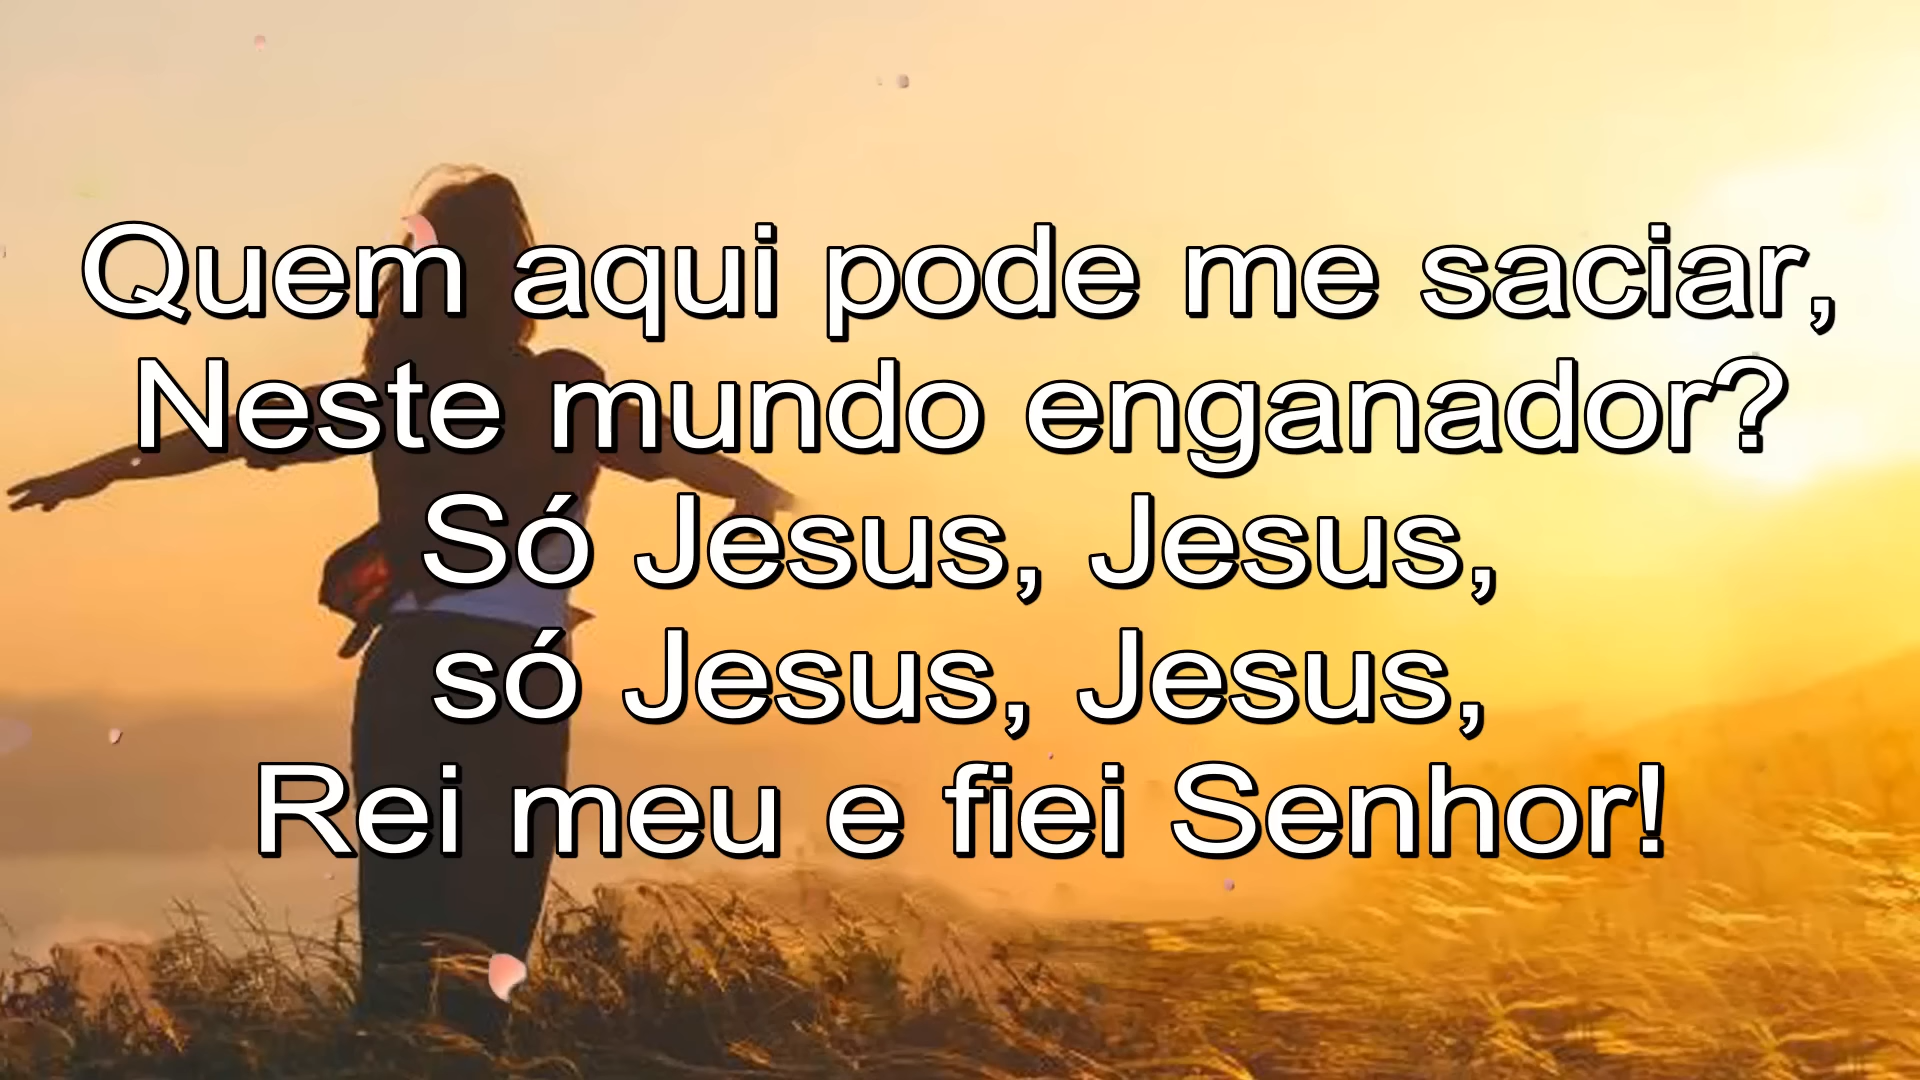 Quem aqui pode me saciar,
Neste mundo enganador?
Só Jesus, Jesus,
só Jesus, Jesus,
Rei meu e fiei Senhor!